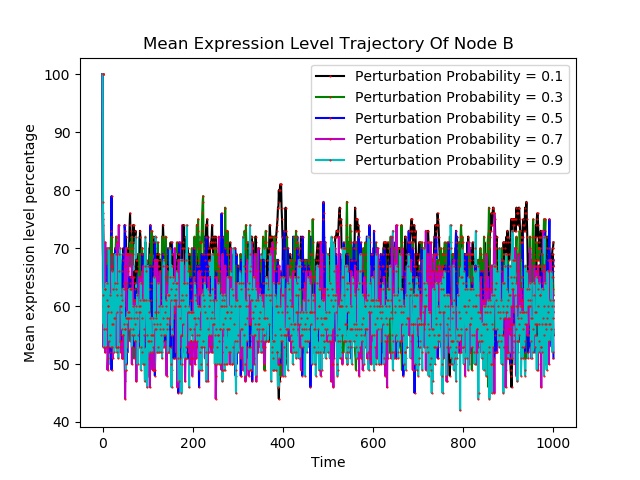 Mean Expression Level Trajectory Of Node B
Mean expression level percentage
100
90
80
70
60
50
40
Perturbation Probability = 0.1
Perturbation Probability = 0.3
Perturbation Probability = 0.5
Perturbation Probability = 0.7
Perturbation Probability = 0.9
0 200 400 600 800 1000
Time